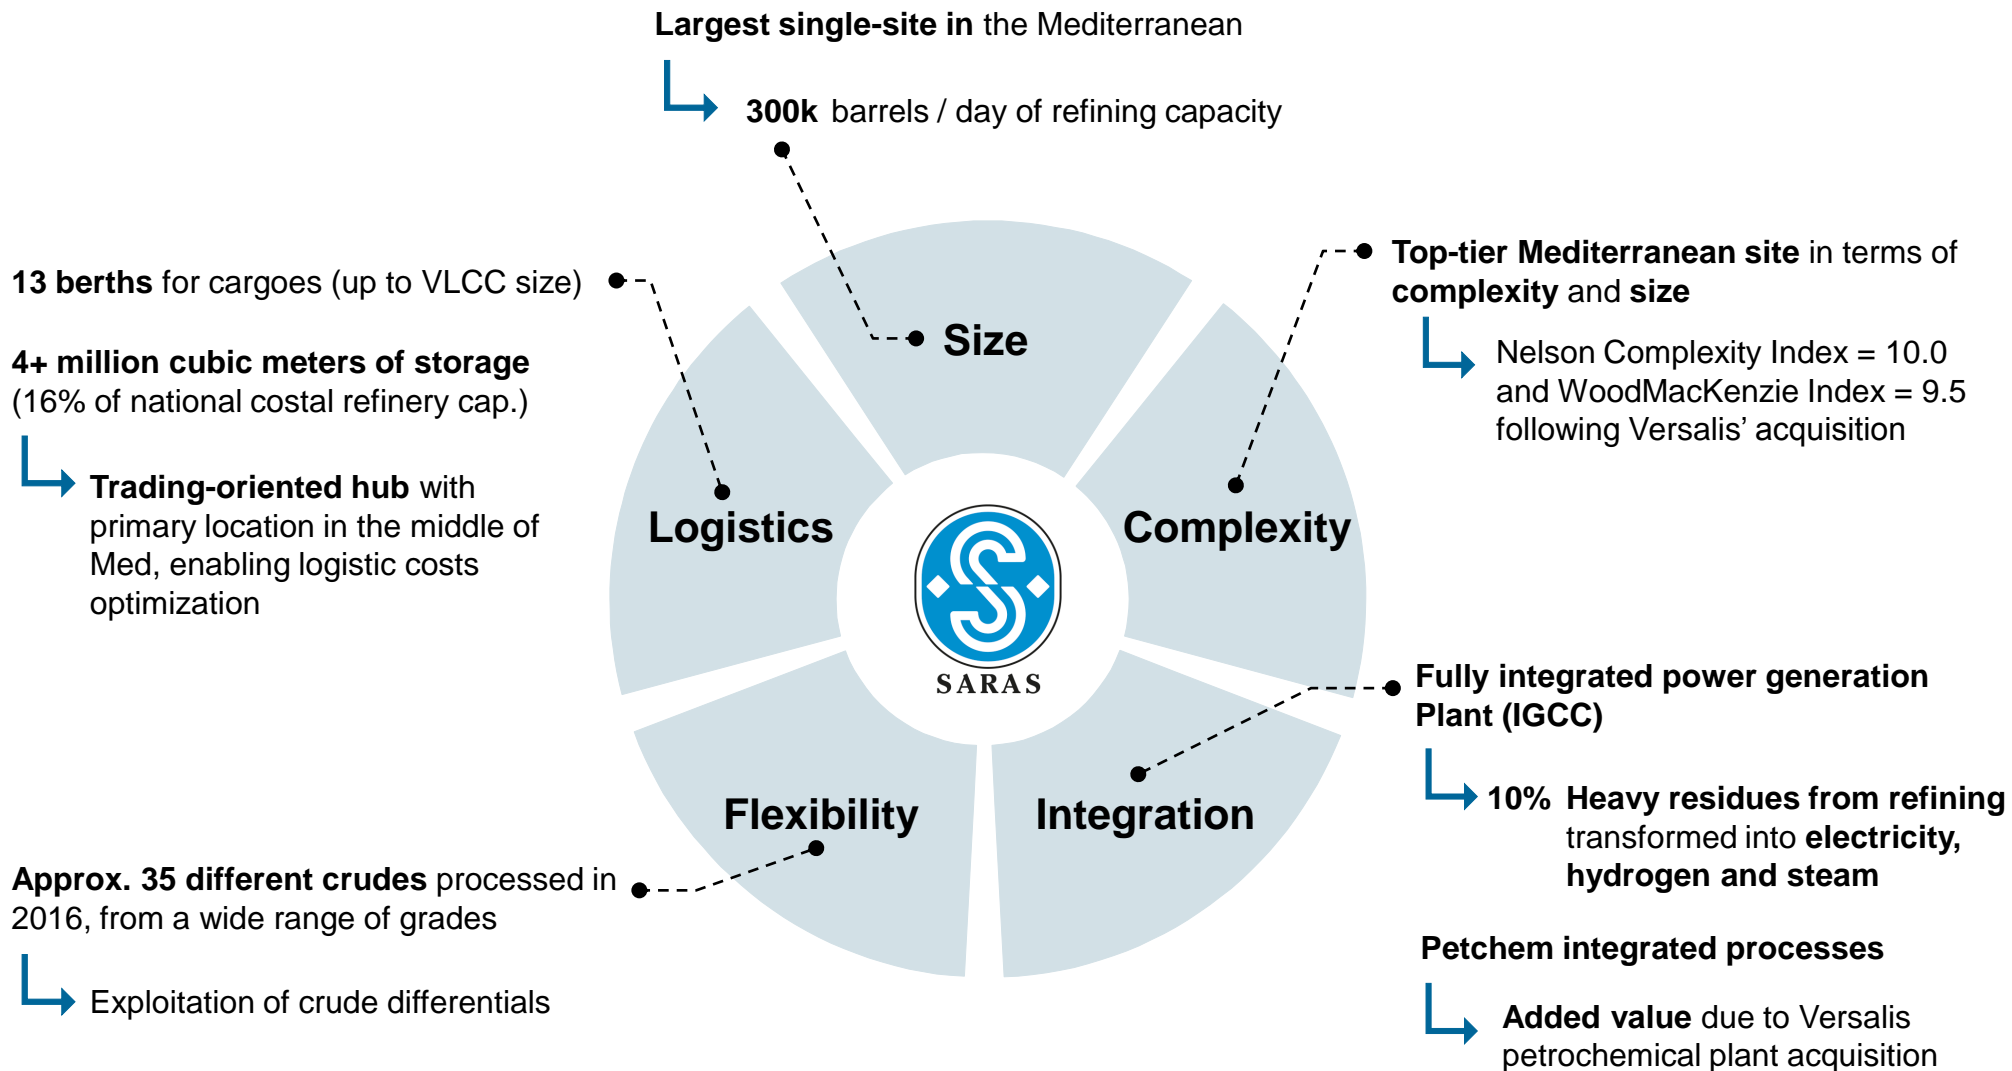 Largest single-site in the Mediterranean
300k barrels / day of refining capacity
13 berths for cargoes (up to VLCC size)
4+ million cubic meters of storage
(16% of national costal refinery cap.)
Trading-oriented hub with
primary location in the middle of
Med, enabling logistic costs
optimization
Size
Top-tier Mediterranean site in terms of
complexity and size
Nelson Complexity Index = 10.0
and WoodMacKenzie Index = 9.5
following Versalis’ acquisition
Logistics
Complexity
SARAS
Flexibility
Integration
Fully integrated power generation
Plant (IGCC)
10% Heavy residues from refining
transformed into electricity,
hydrogen and steam
Approx. 35 different crudes processed in
2016, from a wide range of grades
Exploitation of crude differentials
Petchem integrated processes
Added value due to Versalis
petrochemical plant acquisition